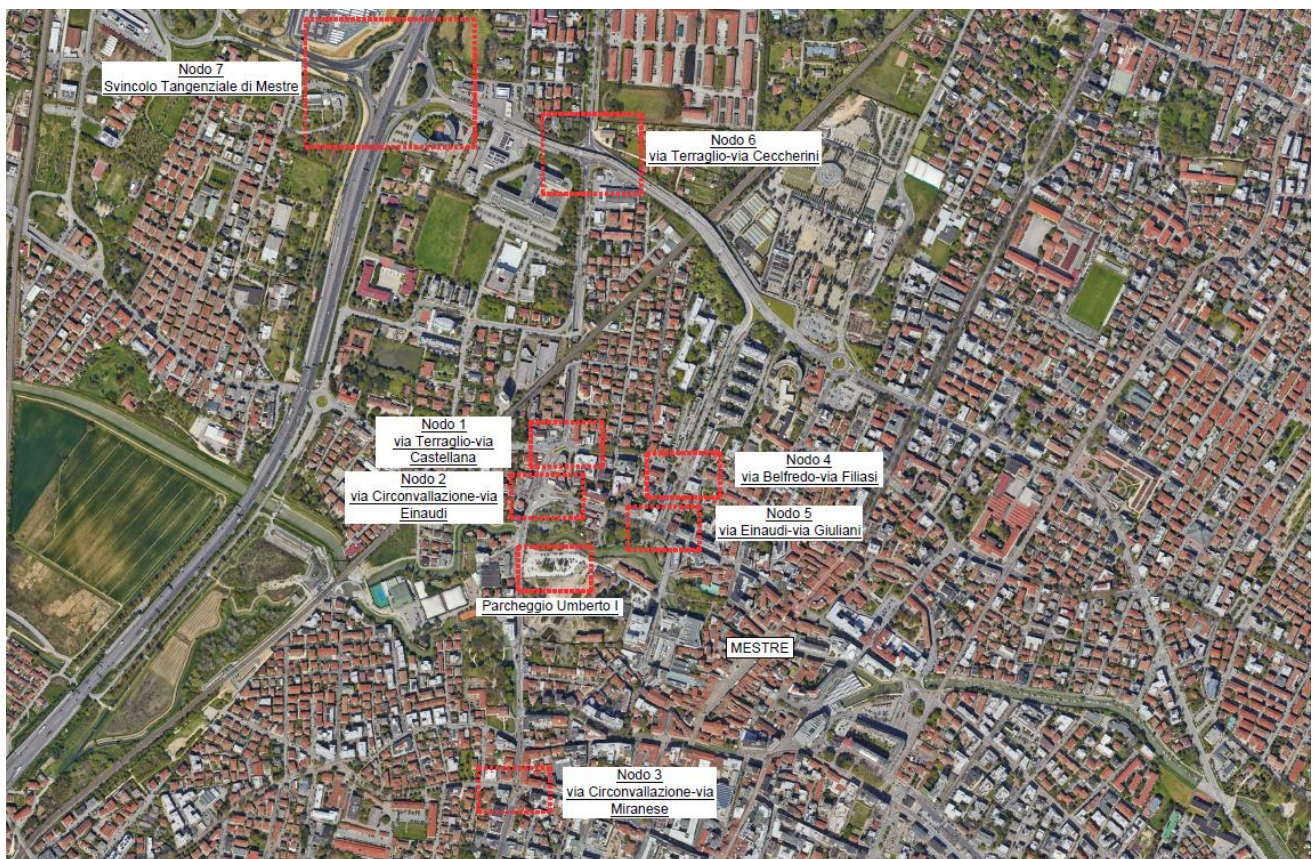 Nodo 7
Svincolo Tangenziale di Mestre
Nodo 6
via Terraglio-via Ceccherini
Nodo 1
via Terraglio-via
Castellana
Nodo 2
via Circonvallazione-via
Einaudi
Nodo 4
via Belfredo-via Filiasi
Nodo 5
via Einaudi-via Giuliani
Parcheggio Umberto I
MESTRE
Nodo 3
via Circonvallazione-via
Miranese